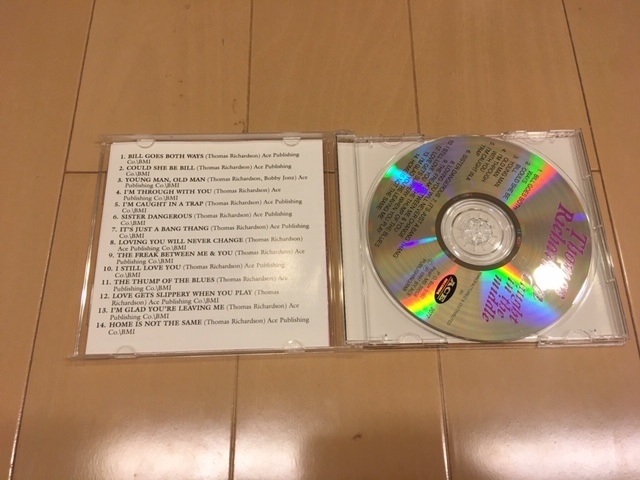 1. BILL GOES BOTH WAYS (Thomas Richardson) Ace Publishing
Co.\BMI
2. COULD SHE BE BILL (Thomas Richardson) Ace Publishing
Co.\BMI
3. YOUNG MAN, OLD MAN (Thomas Richardson, Bobby Jonz) Ace
Publishing Co.\BMI
4. I'M THROUGH WITH YOU (Thomas Richardson) Ace Publishing
Co.\BMI
5. I'M CAUGHT IN A TRAP (Thomas Richardson) Ace Publishing
Co.\BMI
6. SISTER DANGEROUS (Thomas Richardson) Ace Publishing
Co.\BMI
7. IT'S JUST A BANG THANG (Thomas Richardson) Ace Publishing
Co.\BMI
8. LOVING YOU WILL NEVER CHANGE (Thomas Richardson)
Ace Publishing Co.\BMI
9. THE FREAK BETWEEN ME & YOU (Thomas Richardson) Ace
Publishing Co.\BMI
10. I STILL LOVE YOU (Thomas Richardson) Ace Publishing
Co.\BMI
11. THE THUMP OF THE BLUES (Thomas Richardson) Ace Publishing
Co.\BMI
12. LOVE GETS SLIPPERY WHEN YOU PLAY (Thomas
Richardson) Ace Publishing Co.\BMI
13. I'M GLAD YOU'RE LEAVING ME (Thomas Richardson) Ace
Publishing Co.\BMI
14. HOME IS NOT THE SAME (Thomas Richardson) Ace Publishing
Co.\BMI
ACE
in the
middle